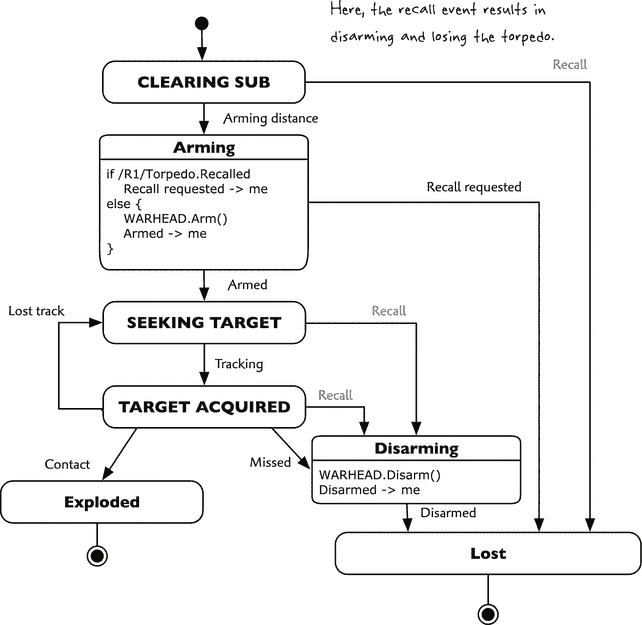 Here, the recall event results in
disarming and losing the torpedo.
CLEARING SUB
Recall
Arming distance
Arming
if /R1/Torpedo.Recalled
Recall requested -> me
else {
WARHEAD.Arm()
Armed -> me
}
Recall requested
Armed
Lost track
SEEKING TARGET
Recall
Tracking
TARGET ACQUIRED
Recall
Contact
Missed
Disarming
WARHEAD.Disarm()
Disarmed -> me
Exploded
Disarmed
Lost